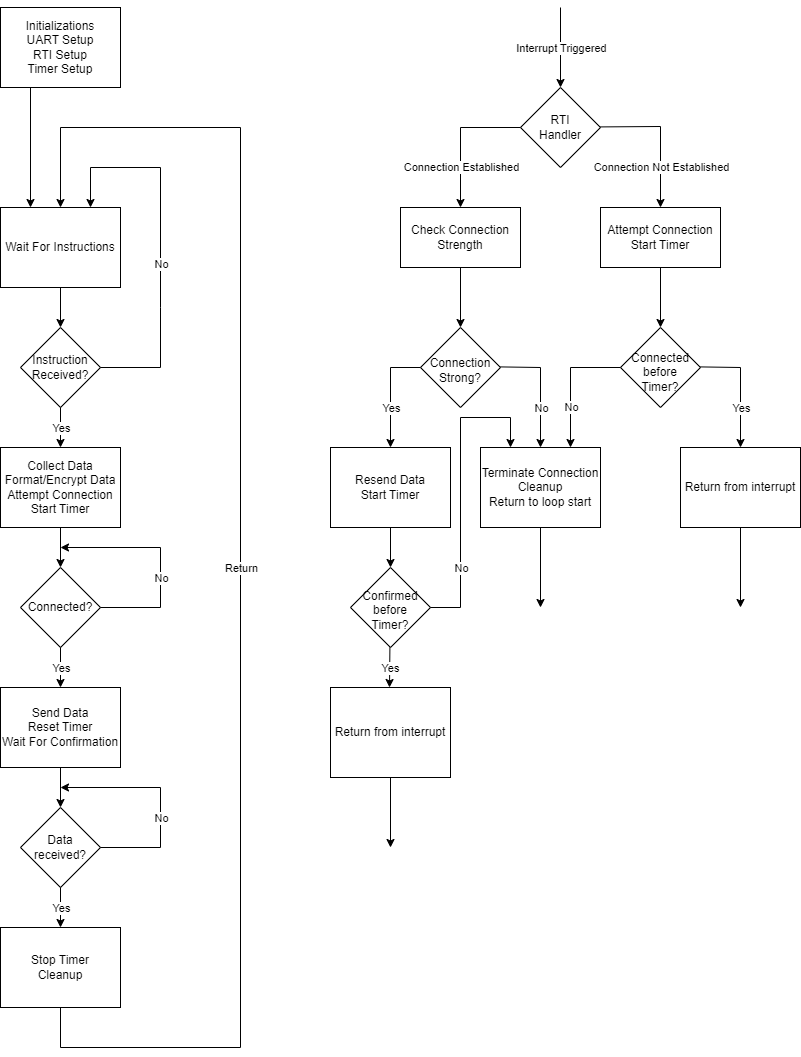 Initializations
UART Setup
RTI Setup
Timer Setup
Wait For Instructions
No
Instruction
Received?
Yes
Collect Data
Format/Encrypt Data
Attempt Connection
Start Timer
No
Connected?
Yes
Send Data
Reset Timer
Wait For Confirmation
No
Data
received?
Yes
Stop Timer
Cleanup
Return
Interrupt Triggered
RTI
Handler
Connection Established
Connection Not Established
Check Connection
Strength
Attempt Connection
Start Timer
Connection
Strong?
Connected
before
Timer?
Yes
No
No
Yes
Resend Data
Start Timer
Terminate Connection
Cleanup
Return to loop start
Return from interrupt
No
Confirmed
before
Timer?
Yes
Return from interrupt